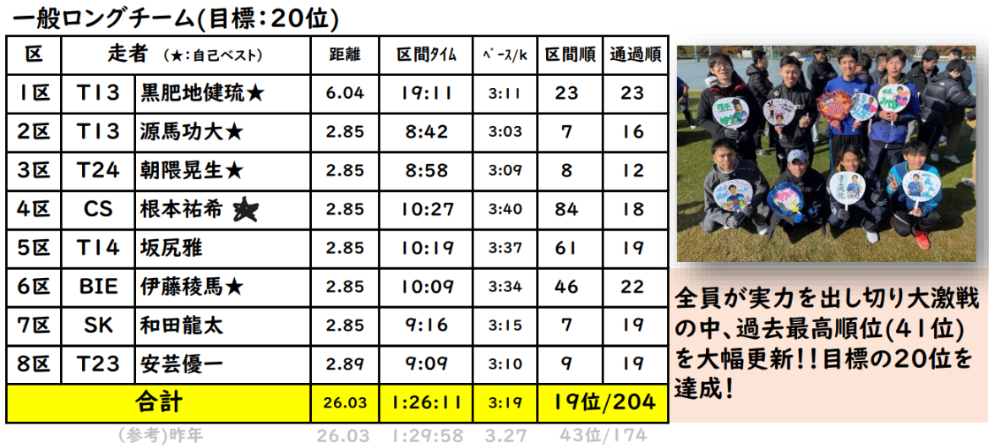 一般ロングチーム(目標：20位)
区 走者 (★:自己ベスト) 距離 区間ﾀｲﾑ ﾍﾟｰｽ/k 区間順 通過順
1区 T13 黒肥地健琉★ 6.04 19:11 3:11 23 23
2区 T13 源馬功大★ 2.85 8:42 3:03 7 16
3区 T24 朝隈晃生★ 2.85 8:58 3:09 8 12
4区 CS 根本祐希 ★ 2.85 10:27 3:40 84 18
5区 T14 坂尻雅 2.85 10:19 3:37 61 19
6区 BIE 伊藤稜馬★ 2.85 10:09 3:34 46 22
7区 SK 和田龍太 2.85 9:16 3:15 7 19
8区 T23 安芸優一 2.89 9:09 3:10 9 19
合計 26.03 1:26:11 3:19 19位/204
(参考)昨年 26.03 1:29:58 3.27 43位/174
全員が実力を出し切り大激戦
の中、過去最高順位(41位)
を大幅更新!!目標の20位を
達成!